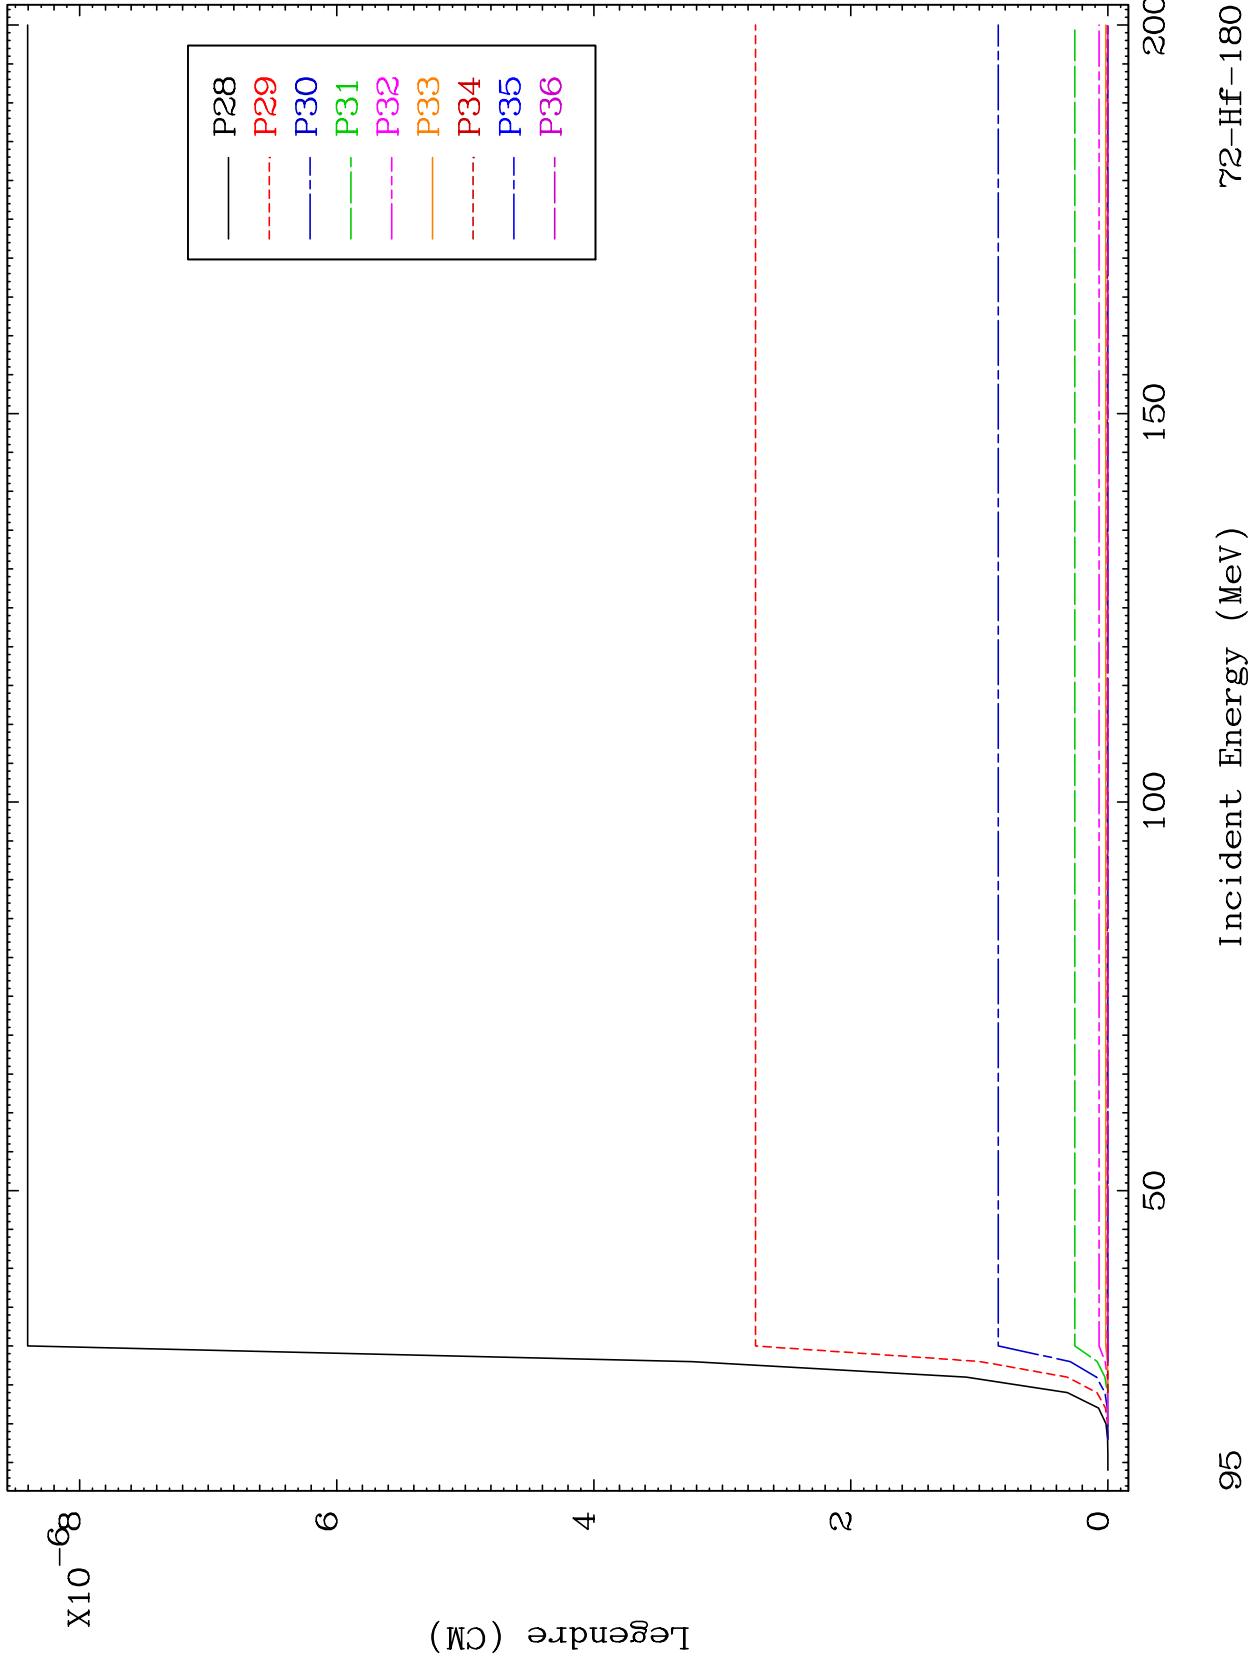 X10-6
8
6
4
2
0
Legendre (CM)
P28
P29
P30
P31
P32
P33
P34
P35
P36
50
100
150
200
Incident Energy (MeV)
95
72-Hf-180